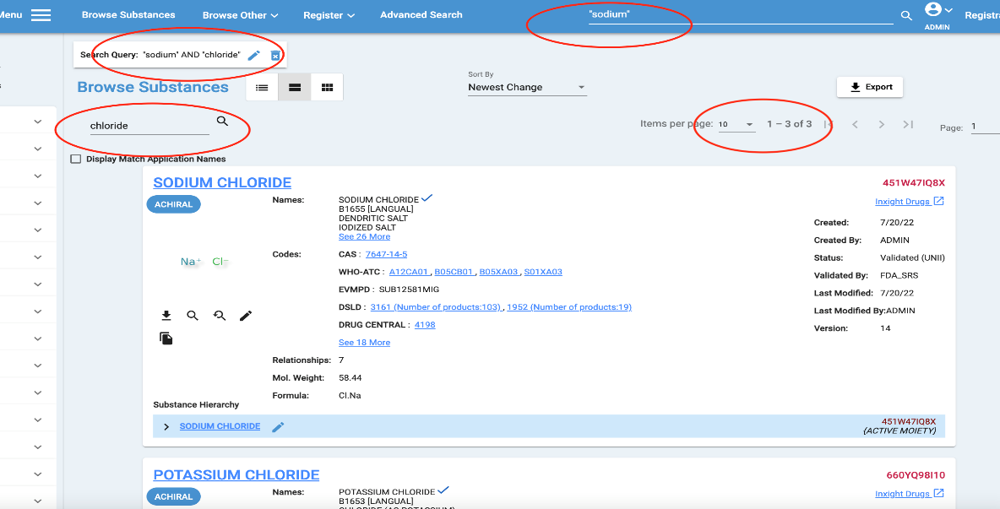 Menu Browse Substances Browse Other Register Advanced Search "sodium" ADMIN Registra
Search Query: "sodium" AND "chloride"
Browse Substances
Sort By
Newest Change
Export
chloride
Items per page: 10 1 – 3 of 3 Page: 1
Display Match Application Names
SODIUM CHLORIDE 451W47IQ8X
ACHIRAL
Inxight Drugs
Names: SODIUM CHLORIDE
B1655 [LANGUAL]
DENDRITIC SALT
IODIZED SALT
See 26 More
Na+ Cl−
Codes: CAS : 7647-14-5
WHO-ATC : A12CA01 , B05CB01 , B05XA03 , S01XA03
EVMPD : SUB12581MIG
DSLD : 3161 (Number of products:103) , 1952 (Number of products:19)
DRUG CENTRAL : 4198
See 18 More
Relationships: 7
Mol. Weight: 58.44
Formula: Cl.Na
Created: 7/20/22
Created By: ADMIN
Status: Validated (UNII)
Validated By: FDA_SRS
Last Modified: 7/20/22
Last Modified By:ADMIN
Version: 14
Substance Hierarchy
SODIUM CHLORIDE 451W47IQ8X
(ACTIVE MOIETY)
POTASSIUM CHLORIDE 660YQ98I10
ACHIRAL
Inxight Drugs
Names: POTASSIUM CHLORIDE
B1653 [LANGUAL]
CHLORIDE (AS POTASSIUM)